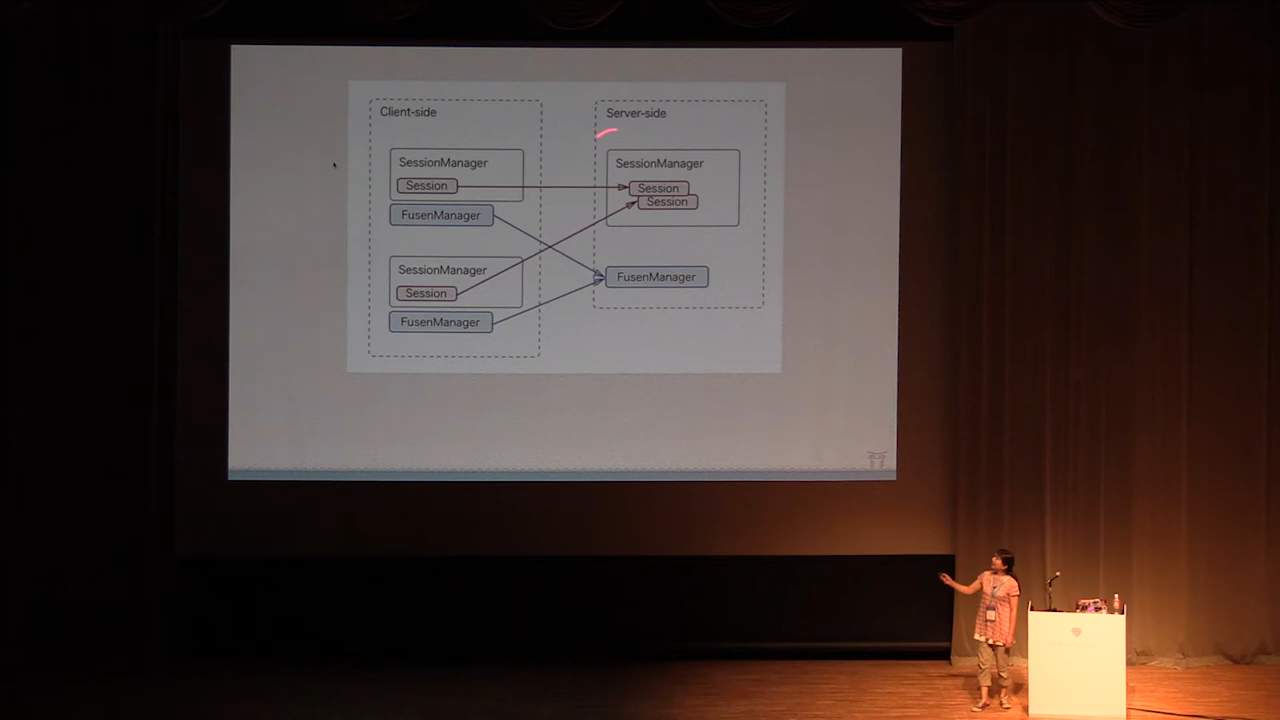 Client-side
SessionManager
Session
FusenManager
SessionManager
Session
FusenManager
Server-side
SessionManager
Session
Session
FusenManager